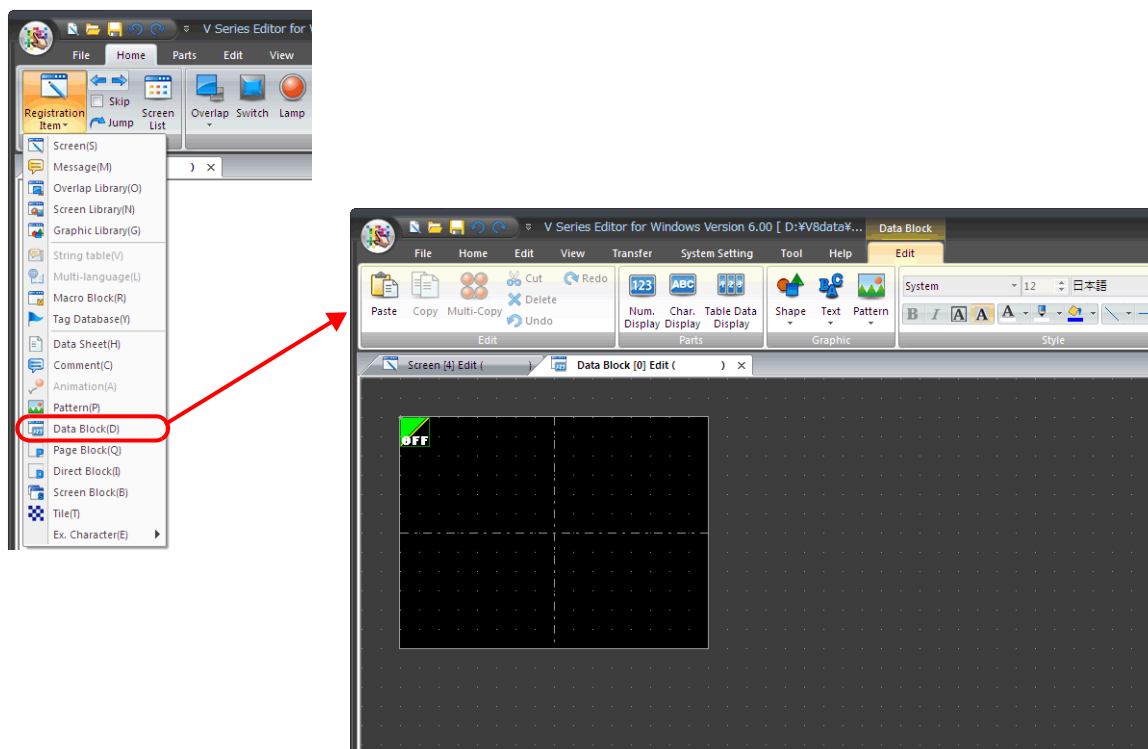 V Series Editor for V
File Home Parts Edit View
Registration Item
Skip
Jump
Screen List
Overlap Switch Lamp
) ×
Screen(S)
Message(M)
Overlap Library(O)
Screen Library(N)
Graphic Library(G)
String table(V)
Multi-language(L)
Macro Block(R)
Tag Database(Y)
Data Sheet(H)
Comment(C)
Animation(A)
Pattern(P)
Data Block(D)
Page Block(Q)
Direct Block(I)
Screen Block(B)
Tile(T)
Ex. Character(E)
V Series Editor for Windows Version 6.00 [ D:¥V8data¥... Data Block
File Home Edit View Transfer System Setting Tool Help Edit
Paste Copy Multi-Copy
Cut Redo
Delete
Undo
Edit
123 ABC
Num. Display Char. Display Table Data Display
Parts
Shape Text Pattern
Graphic
System 12 日本語
B I A A A
Style
Screen [4] Edit ( ) Data Block [0] Edit ( ) ×
OFF